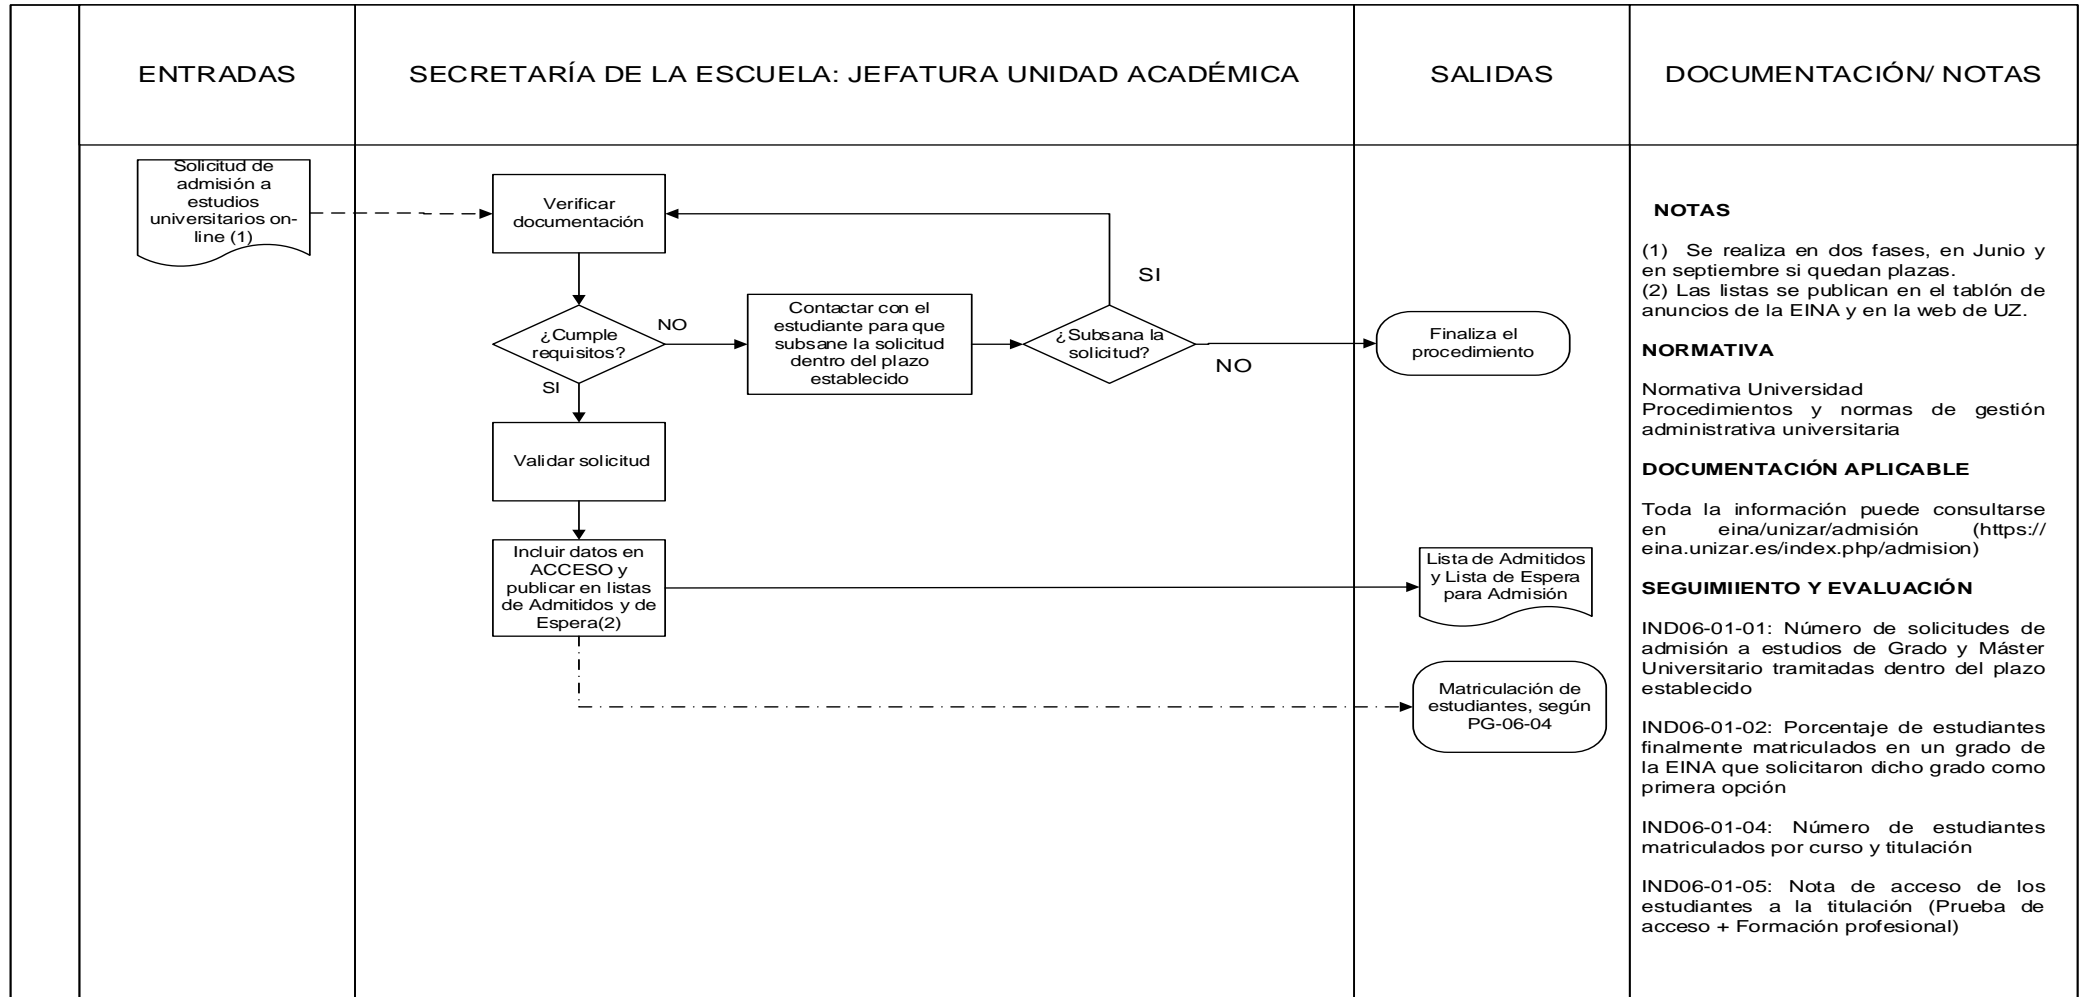 ENTRADAS
SECRETARÍA DE LA ESCUELA: JEFATURA UNIDAD ACADÉMICA
SALIDAS
DOCUMENTACIÓN/ NOTAS
Solicitud de
admisión a
estudios
universitarios on-
line (1)
Verificar
documentación
¿Cumple
requisitos?
NO
SI
Contactar con el
estudiante para que
subsane la solicitud
dentro del plazo
establecido
¿Subsana la
solicitud?
SI
NO
Finaliza el
procedimiento
Validar solicitud
Incluir datos en
ACCESO y
publicar en listas
de Admitidos y de
Espera(2)
Lista de Admitidos
y Lista de Espera
para Admisión
Matriculación de
estudiantes, según
PG-06-04
NOTAS
(1) Se realiza en dos fases, en Junio y
en septiembre si quedan plazas.
(2) Las listas se publican en el tablón de
anuncios de la EINA y en la web de UZ.
NORMATIVA
Normativa Universidad
Procedimientos y normas de gestión
administrativa universitaria
DOCUMENTACIÓN APLICABLE
Toda la información puede consultarse
en eina/unizar/admisión (https://
eina.unizar.es/index.php/admision)
SEGUIMIIENTO Y EVALUACIÓN
IND06-01-01: Número de solicitudes de
admisión a estudios de Grado y Máster
Universitario tramitadas dentro del plazo
establecido
IND06-01-02: Porcentaje de estudiantes
finalmente matriculados en un grado de
la EINA que solicitaron dicho grado como
primera opción
IND06-01-04: Número de estudiantes
matriculados por curso y titulación
IND06-01-05: Nota de acceso de los
estudiantes a la titulación (Prueba de
acceso + Formación profesional)